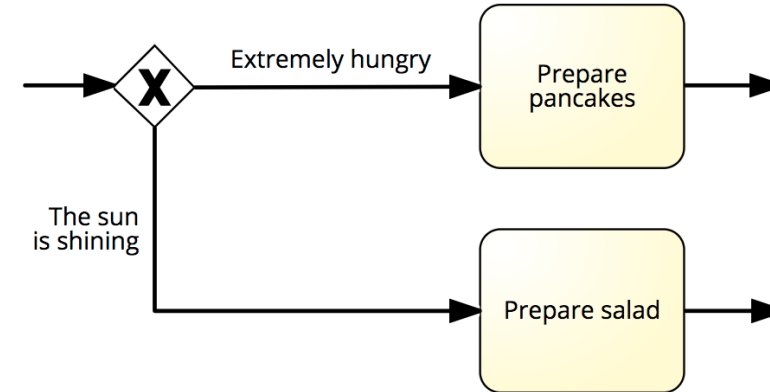 Extremely hungry
Prepare
pancakes
The sun
is shining
Prepare salad